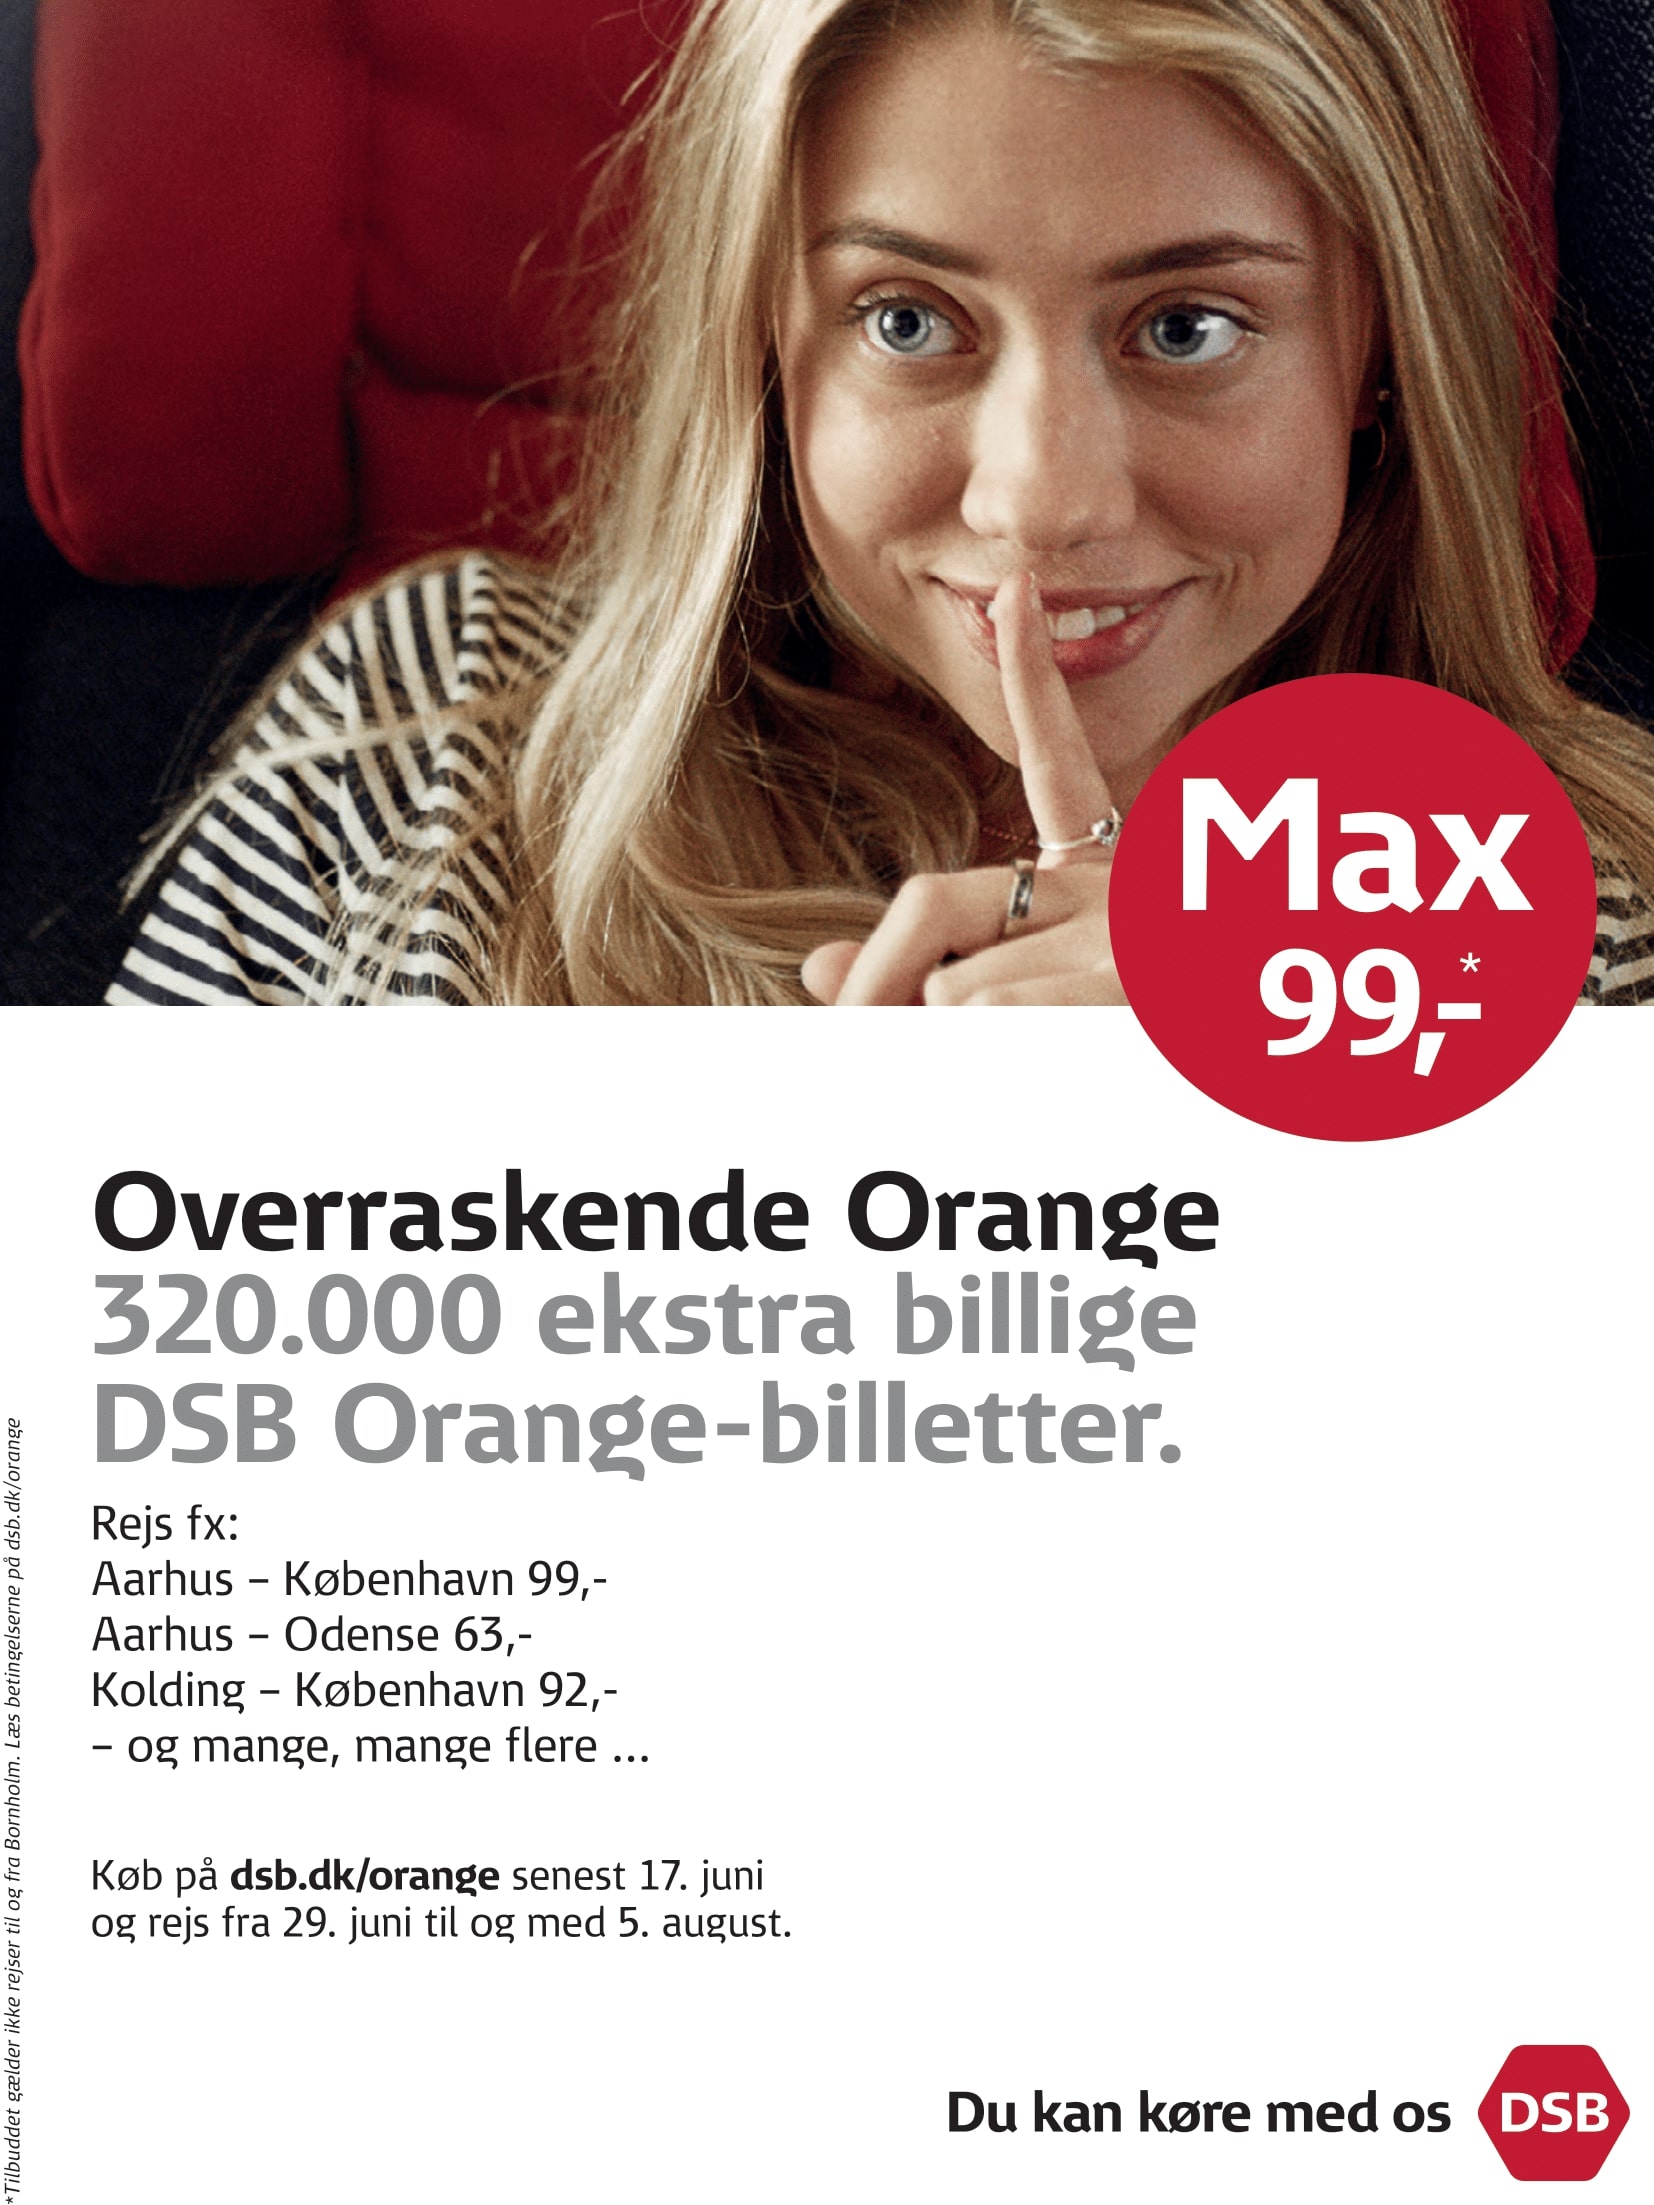 Max
99,-*
Overraskende Orange
320.000 ekstra billige
DSB Orange-billetter.
Rejs fx:
Aarhus – København 99,-
Aarhus – Odense 63,-
Kolding – København 92,-
– og mange, mange flere ...
Køb på dsb.dk/orange senest 17. juni
og rejs fra 29. juni til og med 5. august.
*Tilbuddet gælder ikke rejser til og fra Bornholm. Læs betingelserne på dsb.dk/orange
Du kan køre med os
DSB